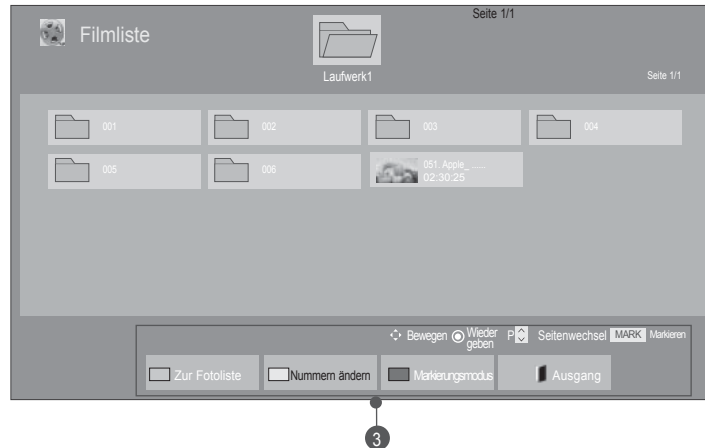 Seite 1/1
Filmliste
Laufwerk1
Seite 1/1
001 002 003 004
005 006 051. Apple_ ......
02:30:25
Bewegen Wieder geben P Seitenwechsel MARK Markieren
Zur Fotoliste Nummern ändern Markierungsmodus Ausgang
3